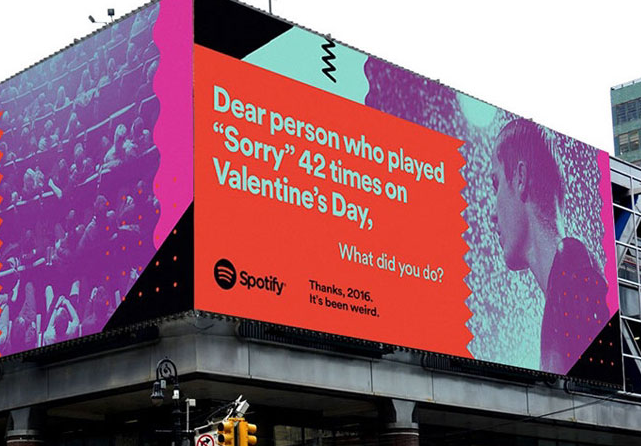 Dear person who played
“Sorry” 42 times on
Valentine’s Day,
What did you do?
Spotify
Thanks, 2016.
It’s been weird.